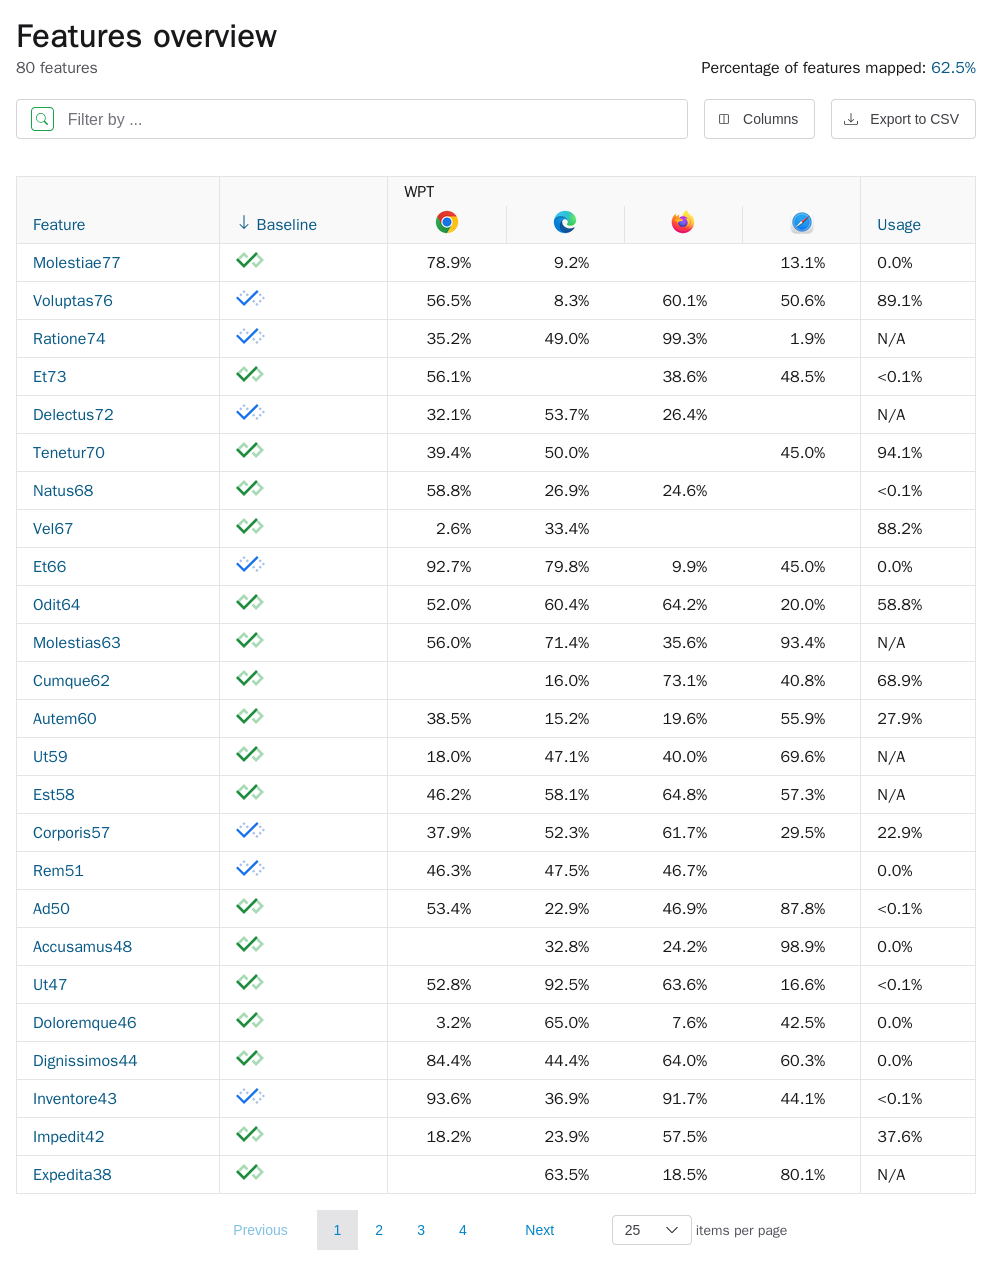 Features overview
80 features
Percentage of features mapped: 62.5%
Filter by ...
Columns
Export to CSV
WPT
Feature Baseline Usage
Molestiae77 78.9% 9.2% 13.1% 0.0%
Voluptas76 56.5% 8.3% 60.1% 50.6% 89.1%
Ratione74 35.2% 49.0% 99.3% 1.9% N/A
Et73 56.1% 38.6% 48.5% <0.1%
Delectus72 32.1% 53.7% 26.4% N/A
Tenetur70 39.4% 50.0% 45.0% 94.1%
Natus68 58.8% 26.9% 24.6% <0.1%
Vel67 2.6% 33.4% 88.2%
Et66 92.7% 79.8% 9.9% 45.0% 0.0%
Odit64 52.0% 60.4% 64.2% 20.0% 58.8%
Molestias63 56.0% 71.4% 35.6% 93.4% N/A
Cumque62 16.0% 73.1% 40.8% 68.9%
Autem60 38.5% 15.2% 19.6% 55.9% 27.9%
Ut59 18.0% 47.1% 40.0% 69.6% N/A
Est58 46.2% 58.1% 64.8% 57.3% N/A
Corporis57 37.9% 52.3% 61.7% 29.5% 22.9%
Rem51 46.3% 47.5% 46.7% 0.0%
Ad50 53.4% 22.9% 46.9% 87.8% <0.1%
Accusamus48 32.8% 24.2% 98.9% 0.0%
Ut47 52.8% 92.5% 63.6% 16.6% <0.1%
Doloremque46 3.2% 65.0% 7.6% 42.5% 0.0%
Dignissimos44 84.4% 44.4% 64.0% 60.3% 0.0%
Inventore43 93.6% 36.9% 91.7% 44.1% <0.1%
Impedit42 18.2% 23.9% 57.5% 37.6%
Expedita38 63.5% 18.5% 80.1% N/A
Previous 1 2 3 4 Next 25 items per page